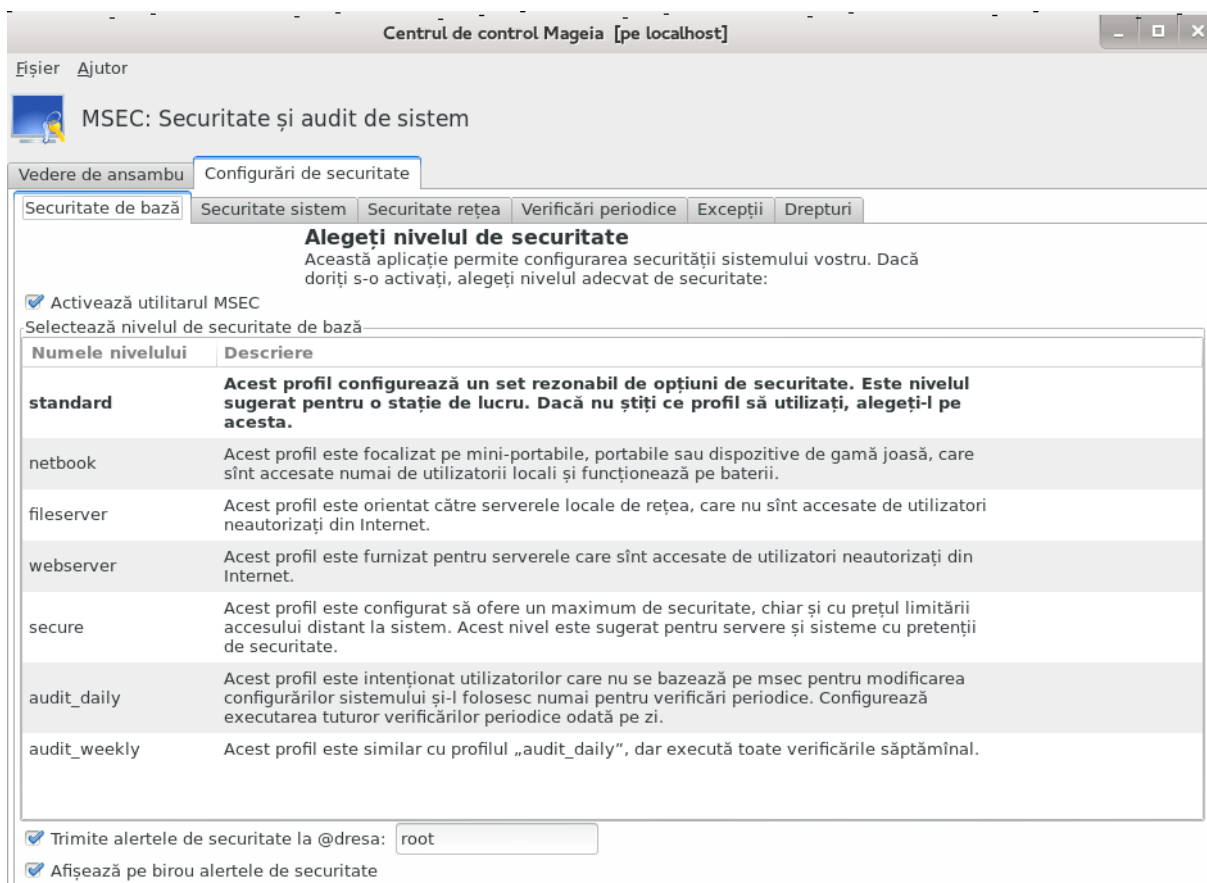 Centrul de control Mageia [pe localhost]
Fișier Ajutor
MSEC: Securitate și audit de sistem
Vedere de ansambu Configurări de securitate
Securitate de bază Securitate sistem Securitate rețea Verificări periodice Excepții Drepturi
Alegeți nivelul de securitate
Această aplicație permite configurarea securității sistemului vostru. Dacă
doriți s-o activați, alegeți nivelul adecvat de securitate:
Activează utilitarul MSEC
Selectează nivelul de securitate de bază
Numele nivelului Descriere
Acest profil configurează un set rezonabil de opțiuni de securitate. Este nivelul
standard sugerat pentru o stație de lucru. Dacă nu știți ce profil să utilizați, alegeți-l pe
acesta.
netbook Acest profil este focalizat pe mini-portabile, portabile sau dispozitive de gamă joasă, care
sînt accesate numai de utilizatorii locali și funcționează pe baterii.
fileserver Acest profil este orientat către serverele locale de rețea, care nu sînt accesate de utilizatori
neautorizați din Internet.
webserver Acest profil este furnizat pentru serverele care sînt accesate de utilizatori neautorizați din
Internet.
Acest profil este configurat să ofere un maximum de securitate, chiar și cu prețul limitării
secure accesului distant la sistem. Acest nivel este sugerat pentru servere și sisteme cu pretenții
de securitate.
Acest profil este intenționat utilizatorilor care nu se bazează pe msec pentru modificarea
audit_daily configurărilor sistemului și-l folosesc numai pentru verificări periodice. Configurează
executarea tuturor verificărilor periodice odată pe zi.
audit_weekly Acest profil este similar cu profilul „audit_daily”, dar execută toate verificările săptămînal.
Trimite alertele de securitate la @dresa: root
Afișează pe birou alertele de securitate